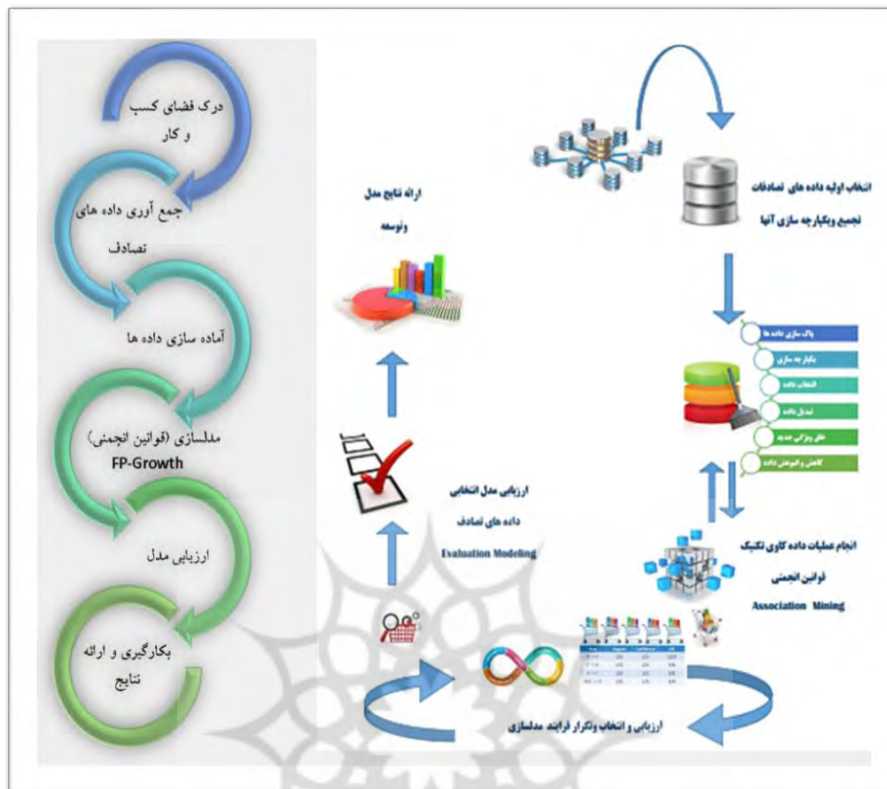 درک فضای کسب
و کار
جمع آوری داده های
تصادف
آماده سازی داده ها
مدلسازی (قوانین انجمنی)
FP-Growth
ارزیابی مدل
بکارگیری و ارائه
نتایج
انتخاب اولیه داده های تصادفات
تجمیع ویکپارچه سازی آنها
پاک سازی داده ها
یکپارچه سازی
انتخاب داده
تبدیل داده
خلق ویژگی جدید
کاهش و انبوهش داده
انجام عملیات داده کاوی تکنیک
قوانین انجمنی
Association Mining
ارزیابی و انتخاب وتکرار فرایند مدلسازی
ارزیابی مدل انتخابی
داده های تصادف
Evaluation Modeling
ارائه نتایج مدل
وتوسعه